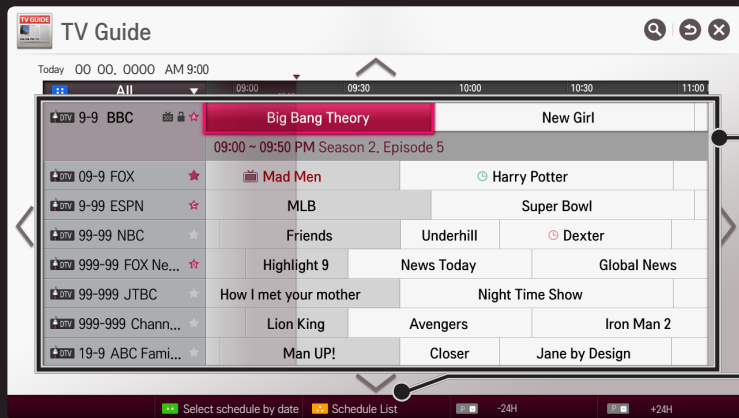 TV GUIDE
TV Guide
Today 00 00, 0000 AM 9:00
All 09:00 09:30 10:00 10:30 11:00
DTV 9-9 BBC Big Bang Theory New Girl
09:00 ~ 09:50 PM Season 2, Episode 5
DTV 09-9 FOX Mad Men Harry Potter
DTV 9-99 ESPN MLB Super Bowl
DTV 99-99 NBC Friends Underhill Dexter
DTV 999-99 FOX Ne... Highlight 9 News Today Global News
DTV 99-999 JTBC How I met your mother Night Time Show
DTV 999-999 Chann... Lion King Avengers Iron Man 2
DTV 19-9 ABC Fami... Man UP! Closer Jane by Design
Select schedule by date Schedule List P -24H P +24H